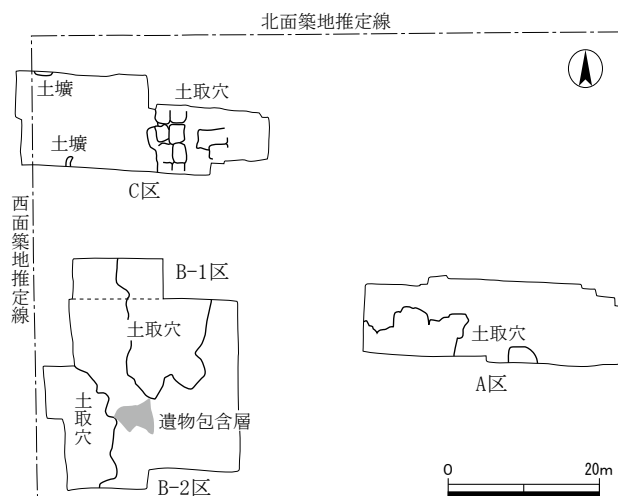 北面築地推定線
土壙
土取穴
土壙
C区
西面築地推定線
B-1区
土取穴
土取穴
遺物包含層
B-2区
土取穴
A区
0
20m